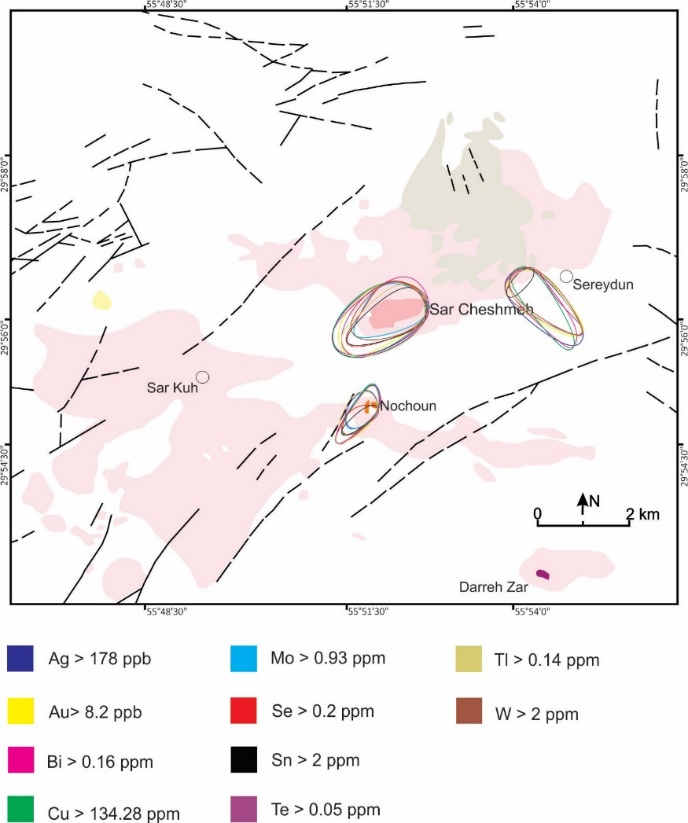 55°48'30" 55°51'30" 55°54'0"
29°58'0" 29°58'0"
Sereydun
Sar Cheshmeh
29°56'0" 29°56'0"
Sar Kuh
Nochoun
29°54'30" 29°54'30"
N
0 2 km
Darreh Zar
55°48'30" 55°51'30" 55°54'0"
Ag > 178 ppb Mo > 0.93 ppm Tl > 0.14 ppm
Au> 8.2 ppb Se > 0.2 ppm W > 2 ppm
Bi > 0.16 ppm Sn > 2 ppm
Cu > 134.28 ppm Te > 0.05 ppm